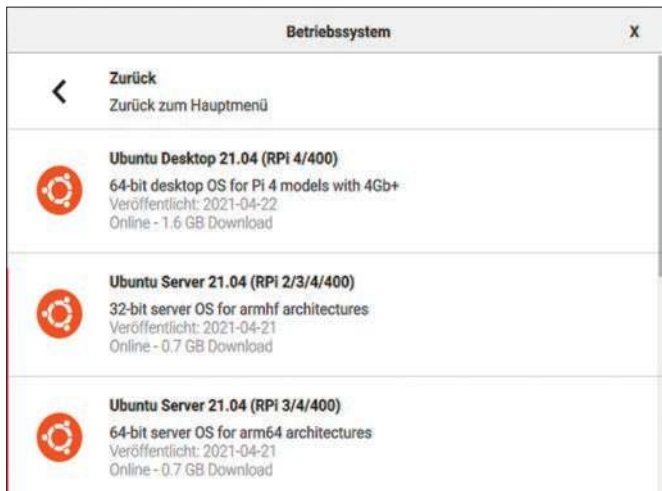 Betriebssystem X
Zurück
Zurück zum Hauptmenü
Ubuntu Desktop 21.04 (RPi 4/400)
64-bit desktop OS for Pi 4 models with 4Gb+
Veröffentlicht: 2021-04-22
Online - 1.6 GB Download
Ubuntu Server 21.04 (RPi 2/3/4/400)
32-bit server OS for armhf architectures
Veröffentlicht: 2021-04-21
Online - 0.7 GB Download
Ubuntu Server 21.04 (RPi 3/4/400)
64-bit server OS for arm64 architectures
Veröffentlicht: 2021-04-21
Online - 0.7 GB Download